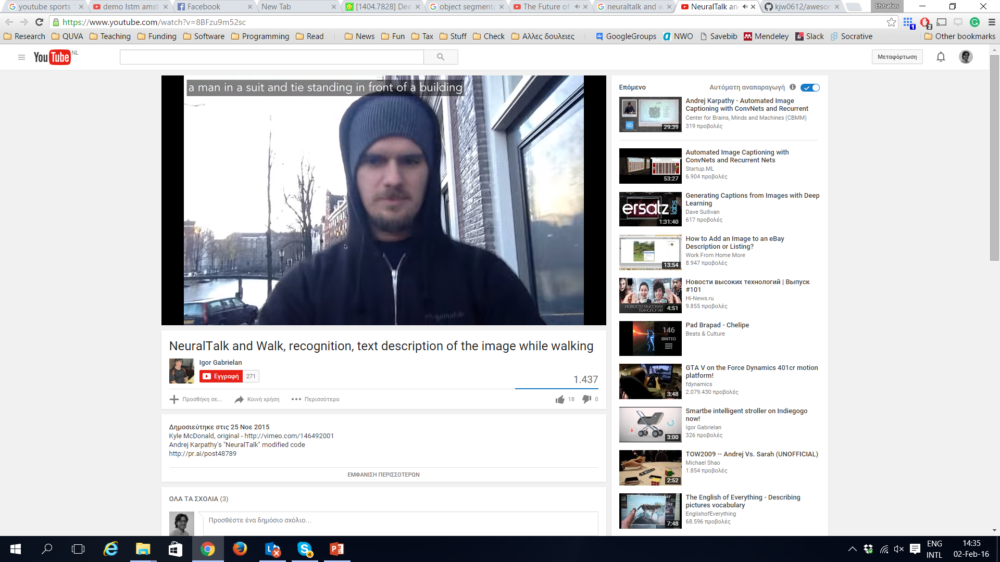 youtube sports
demo lstm amst
Facebook
New Tab
[1404.7828] Dee
object segmenta
The Future of
neuraltalk and w
NeuralTalk an
kjw0612/awesom
Efstratios
https://www.youtube.com/watch?v=8BFzu9m52sc
1
2
Research QUVA Teaching Funding Software Programming Read News Fun Tax Stuff Check Αλλες δουλειες GoogleGroups NWO Savebib Mendeley Slack Socrative Other bookmarks
YouTube NL
Μεταφόρτωση
a man in a suit and tie standing in front of a building
NeuralTalk and Walk, recognition, text description of the image while walking
Igor Gabrielan
Εγγραφή 271
1.437
Προσθήκη σε... Κοινή χρήση Περισσότερα 18 0
Δημοσιεύτηκε στις 25 Νοε 2015
Kyle McDonald, original - http://vimeo.com/146492001
Andrej Karpathy's "NeuralTalk" modified code
http://pr.ai/post48789
ΕΜΦΑΝΙΣΗ ΠΕΡΙΣΣΟΤΕΡΩΝ
ΟΛΑ ΤΑ ΣΧΟΛΙΑ (3)
Προσθέστε ένα δημόσιο σχόλιο...
Επόμενο Αυτόματη αναπαραγωγή
Andrej Karpathy - Automated Image
Captioning with ConvNets and Recurrent
Center for Brains, Minds and Machines (CBMM)
319 προβολές
29:39
Automated Image Captioning with
ConvNets and Recurrent Nets
Startup.ML
6.904 προβολές
53:27
Generating Captions from Images with Deep
Learning
Dave Sullivan
617 προβολές
ersatz labs
1:31:40
How to Add an Image to an eBay
Description or Listing?
Work From Home More
8.947 προβολές
13:54
Новости высоких технологий | Выпуск
#101
Hi-News.ru
9.855 προβολές
НОВОСТИ ВЫСОКИХ
ТЕХНОЛОГИЙ
4:51
Pad Brapad - Chelipe
Beats & Culture
146
ΒΙΝΤΕΟ
GTA V on the Force Dynamics 401cr motion
platform!
fdynamics
2.079.430 προβολές
3:48
Smartbe intelligent stroller on Indiegogo
now!
Igor Gabrielan
326 προβολές
3:00
TOW2009 -- Andrej Vs. Sarah (UNOFFICIAL)
Michael Shao
1.854 προβολές
2:52
The English of Everything - Describing
pictures vocabulary
EnglishofEverything
68.596 προβολές
7:48
4
ENG
INTL
14:35
02-Feb-16